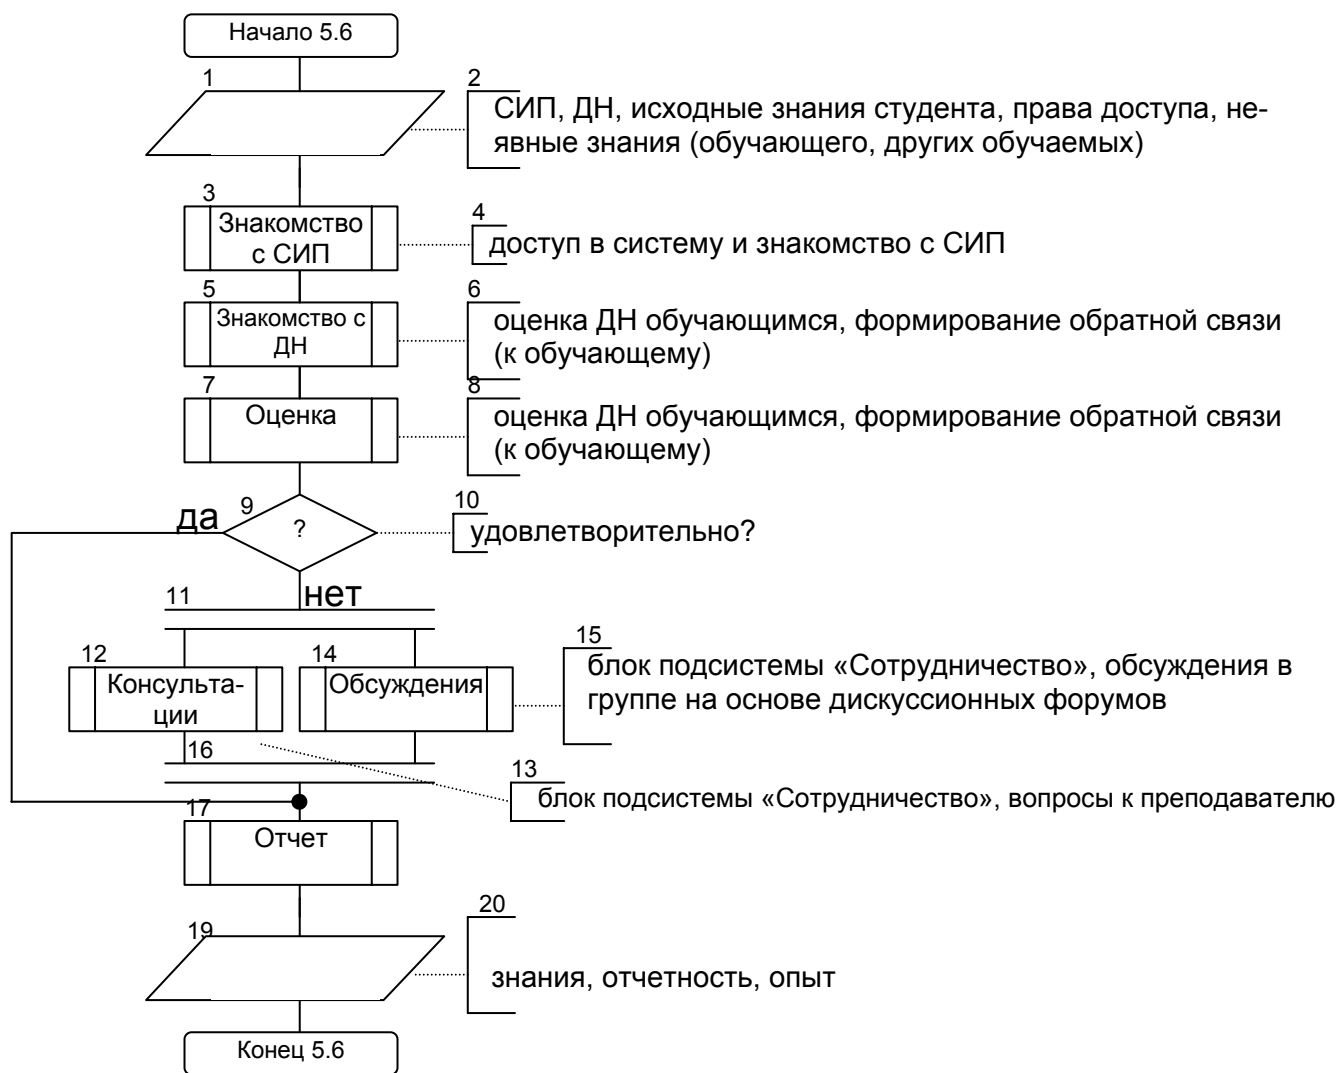 Начало 5.6
1
2
СИП, ДН, исходные знания студента, права доступа, не-
явные знания (обучающего, других обучаемых)
3
Знакомство
с СИП
4
доступ в систему и знакомство с СИП
5
Знакомство с
ДН
6
оценка ДН обучающимся, формирование обратной связи
(к обучающему)
7
Оценка
8
оценка ДН обучающимся, формирование обратной связи
(к обучающему)
да
9
?
10
удовлетворительно?
нет
11
12
Консульта-
ции
14
Обсуждения
15
блок подсистемы «Сотрудничество», обсуждения в
группе на основе дискуссионных форумов
16
13
блок подсистемы «Сотрудничество», вопросы к преподавателю
17
Отчет
19
20
знания, отчетность, опыт
Конец 5.6